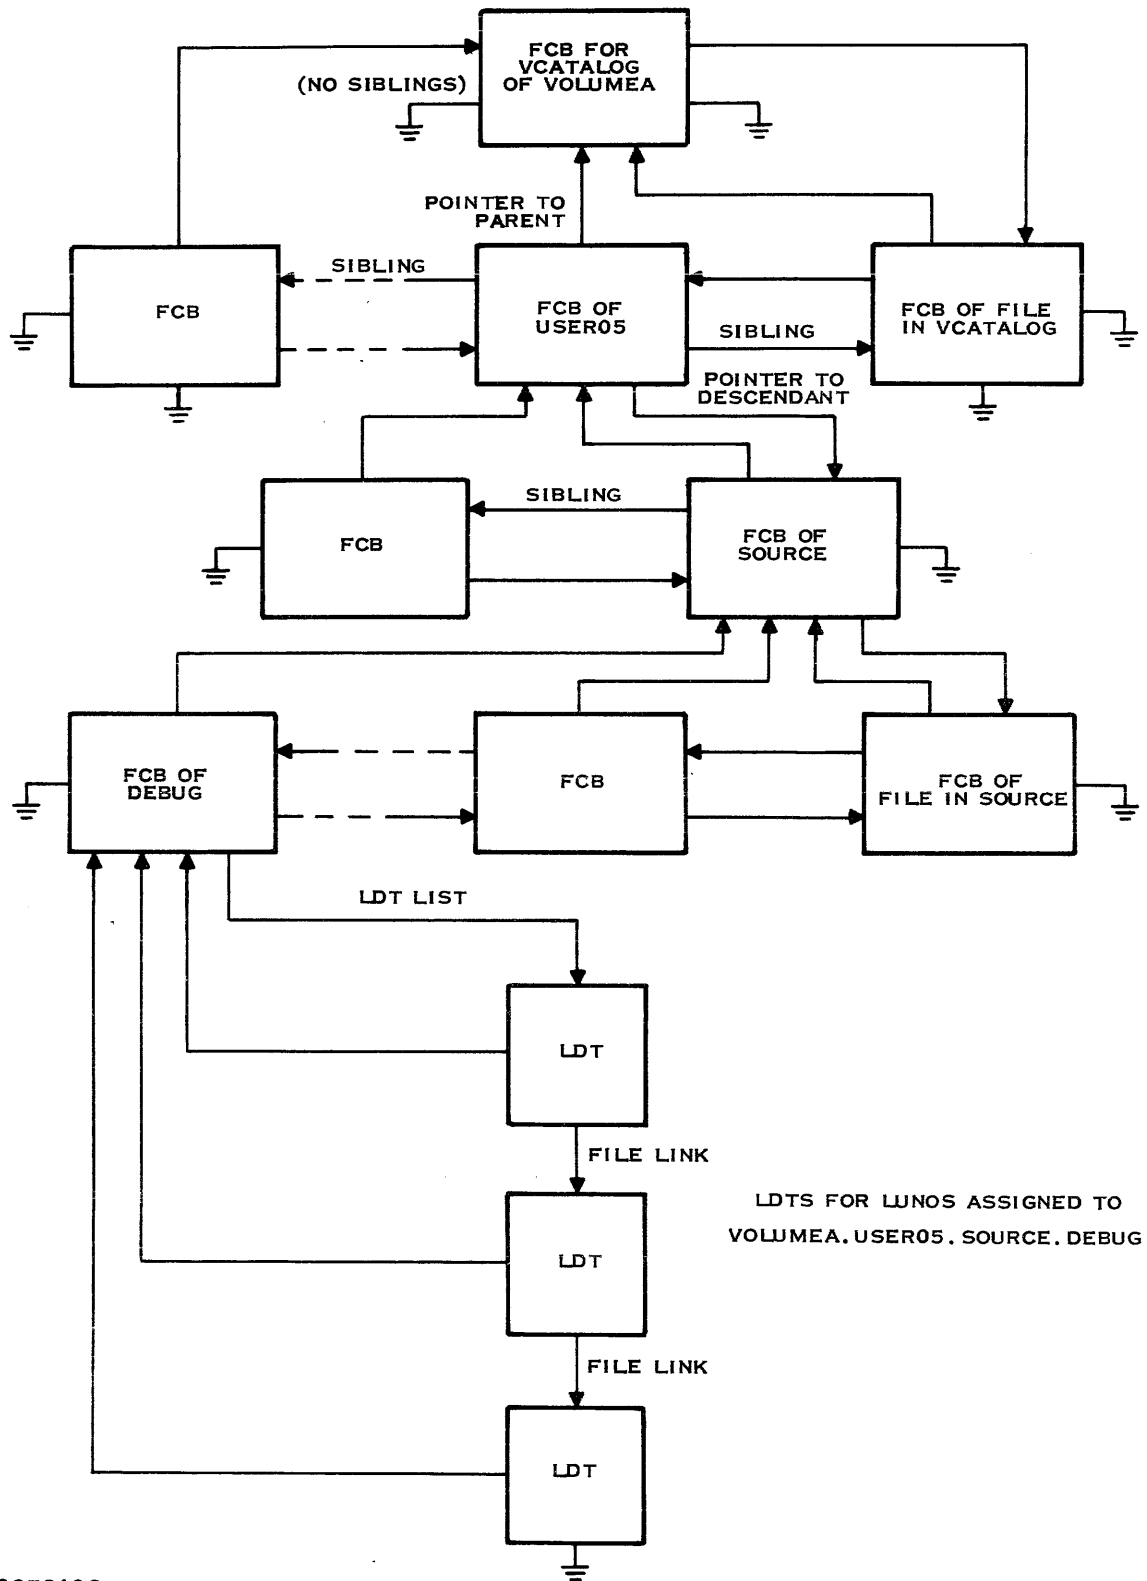 FCB FOR
VCATALOG
OF VOLUMEA
(NO SIBLINGS)
POINTER TO
PARENT
SIBLING
FCB
FCB OF
USER05
SIBLING
FCB OF FILE
IN VCATALOG
POINTER TO
DESCENDANT
SIBLING
FCB
FCB OF
SOURCE
FCB OF
DEBUG
FCB
FCB OF
FILE IN SOURCE
LDT LIST
LDT
FILE LINK
LDT
LDTS FOR LUNOS ASSIGNED TO
VOLUMEA.USER05.SOURCE.DEBUG
FILE LINK
LDT